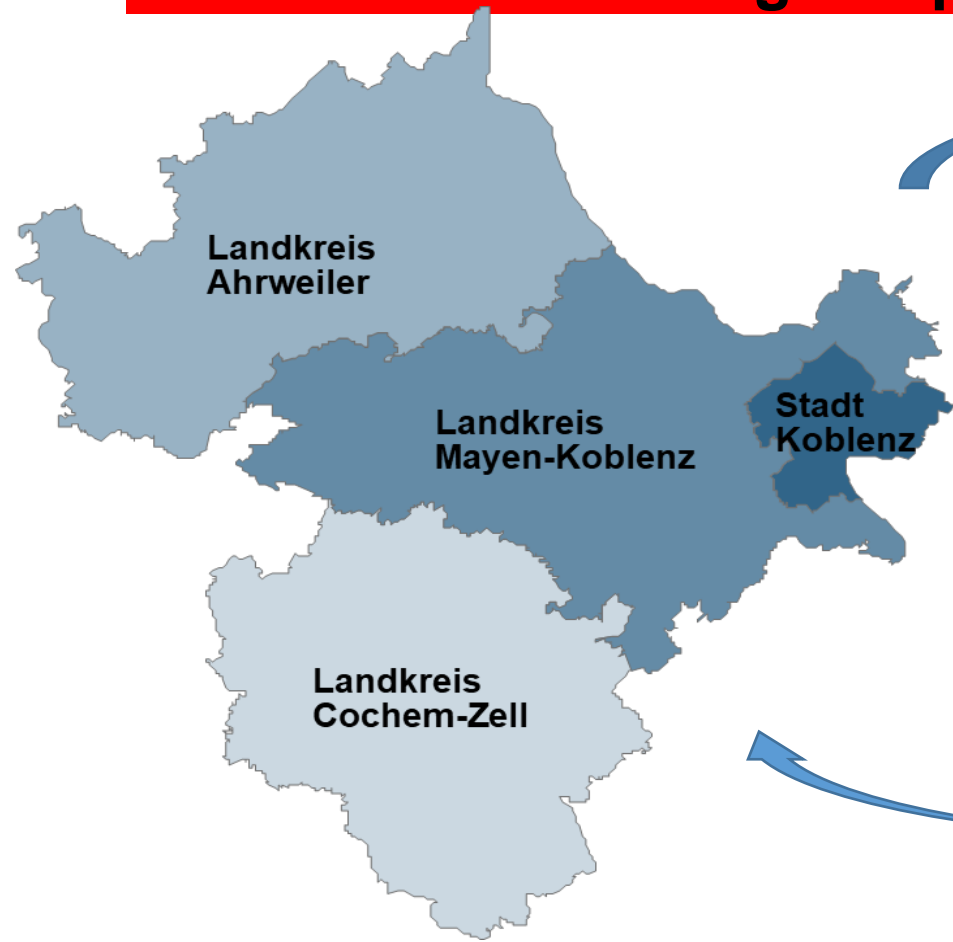 Landkreis
Ahrweiler
Landkreis
Mayen-Koblenz
Stadt
Koblenz
Landkreis
Cochem-Zell